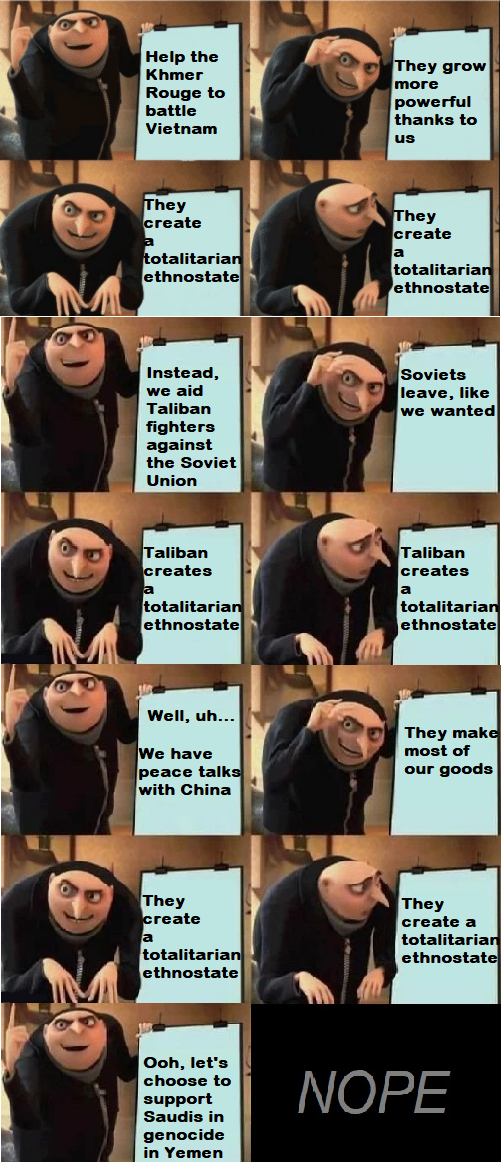 Help the
Khmer
Rouge to
battle
Vietnam
They grow
more
powerful
thanks to
us
They
create
a
totalitarian
ethnostate
They
create
a
totalitarian
ethnostate
Instead,
we aid
Taliban
fighters
against
the Soviet
Union
Soviets
leave, like
we wanted
Taliban
creates
a
totalitarian
ethnostate
Taliban
creates
a
totalitarian
ethnostate
Well, uh...
We have
peace talks
with China
They make
most of
our goods
They
create
a
totalitarian
ethnostate
They
create a
totalitarian
ethnostate
Ooh, let's
choose to
support
Saudis in
genocide
in Yemen
NOPE